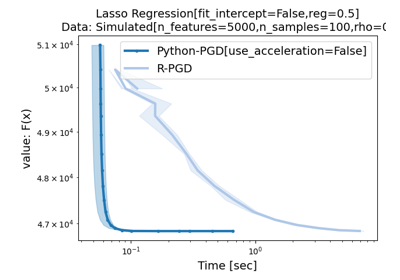 Lasso Regression[fit_intercept=False,reg=0.5]
Data: Simulated[n_features=5000,n_samples=100,rho=0
Python-PGD[use_acceleration=False]
R-PGD
value: F(x)
5.1 × 10⁴
5 × 10⁴
4.9 × 10⁴
4.8 × 10⁴
4.7 × 10⁴
10⁻¹
10⁰
Time [sec]